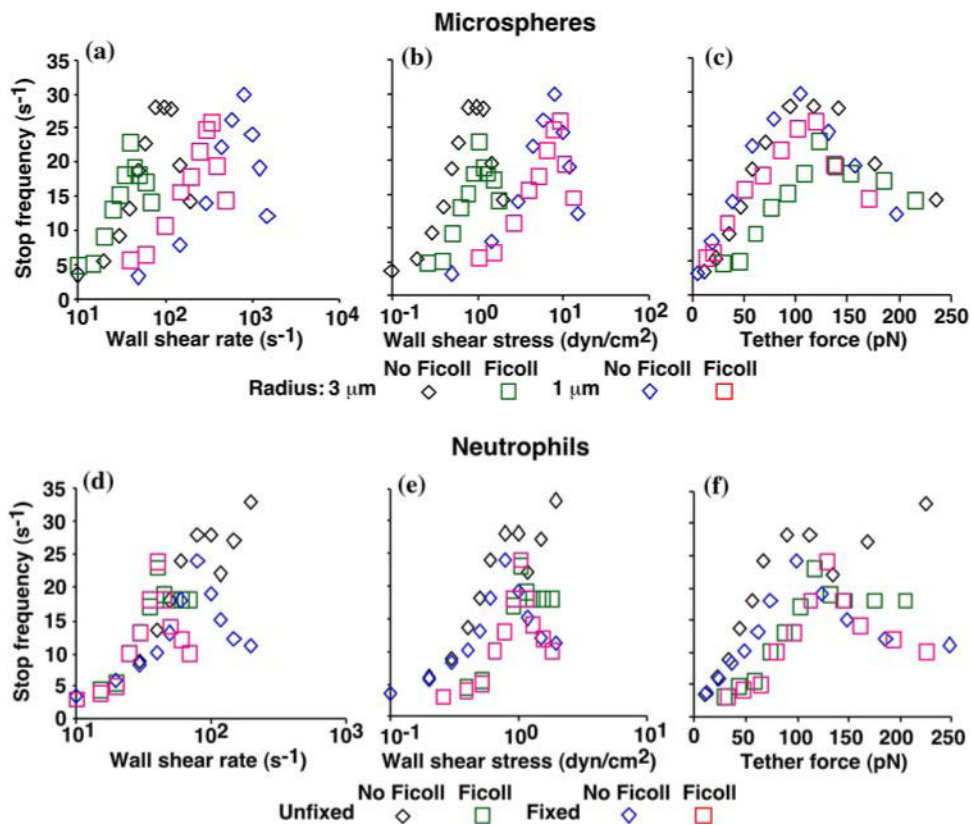 Microspheres
(a)
(b)
(c)
Stop frequency (s-1)
35
30
25
20
15
10
5
0
10¹ 10² 10³ 10⁴
Wall shear rate (s-1)
10-1 10⁰ 10¹ 10²
Wall shear stress (dyn/cm²)
0 50 100 150 200 250
Tether force (pN)
No Ficoll Ficoll No Ficoll Ficoll
Radius: 3 μm 1 μm
Neutrophils
(d)
(e)
(f)
Stop frequency (s-1)
35
30
25
20
15
10
5
0
10¹ 10² 10³
Wall shear rate (s-1)
10-1 10⁰ 10¹
Wall shear stress (dyn/cm²)
0 50 100 150 200 250
Tether force (pN)
No Ficoll Ficoll No Ficoll Ficoll
Unfixed Fixed